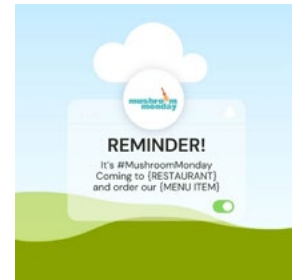 mushroom
monday
REMINDER!
It's #MushroomMonday
Coming to {RESTAURANT}
and order our {MENU ITEM}